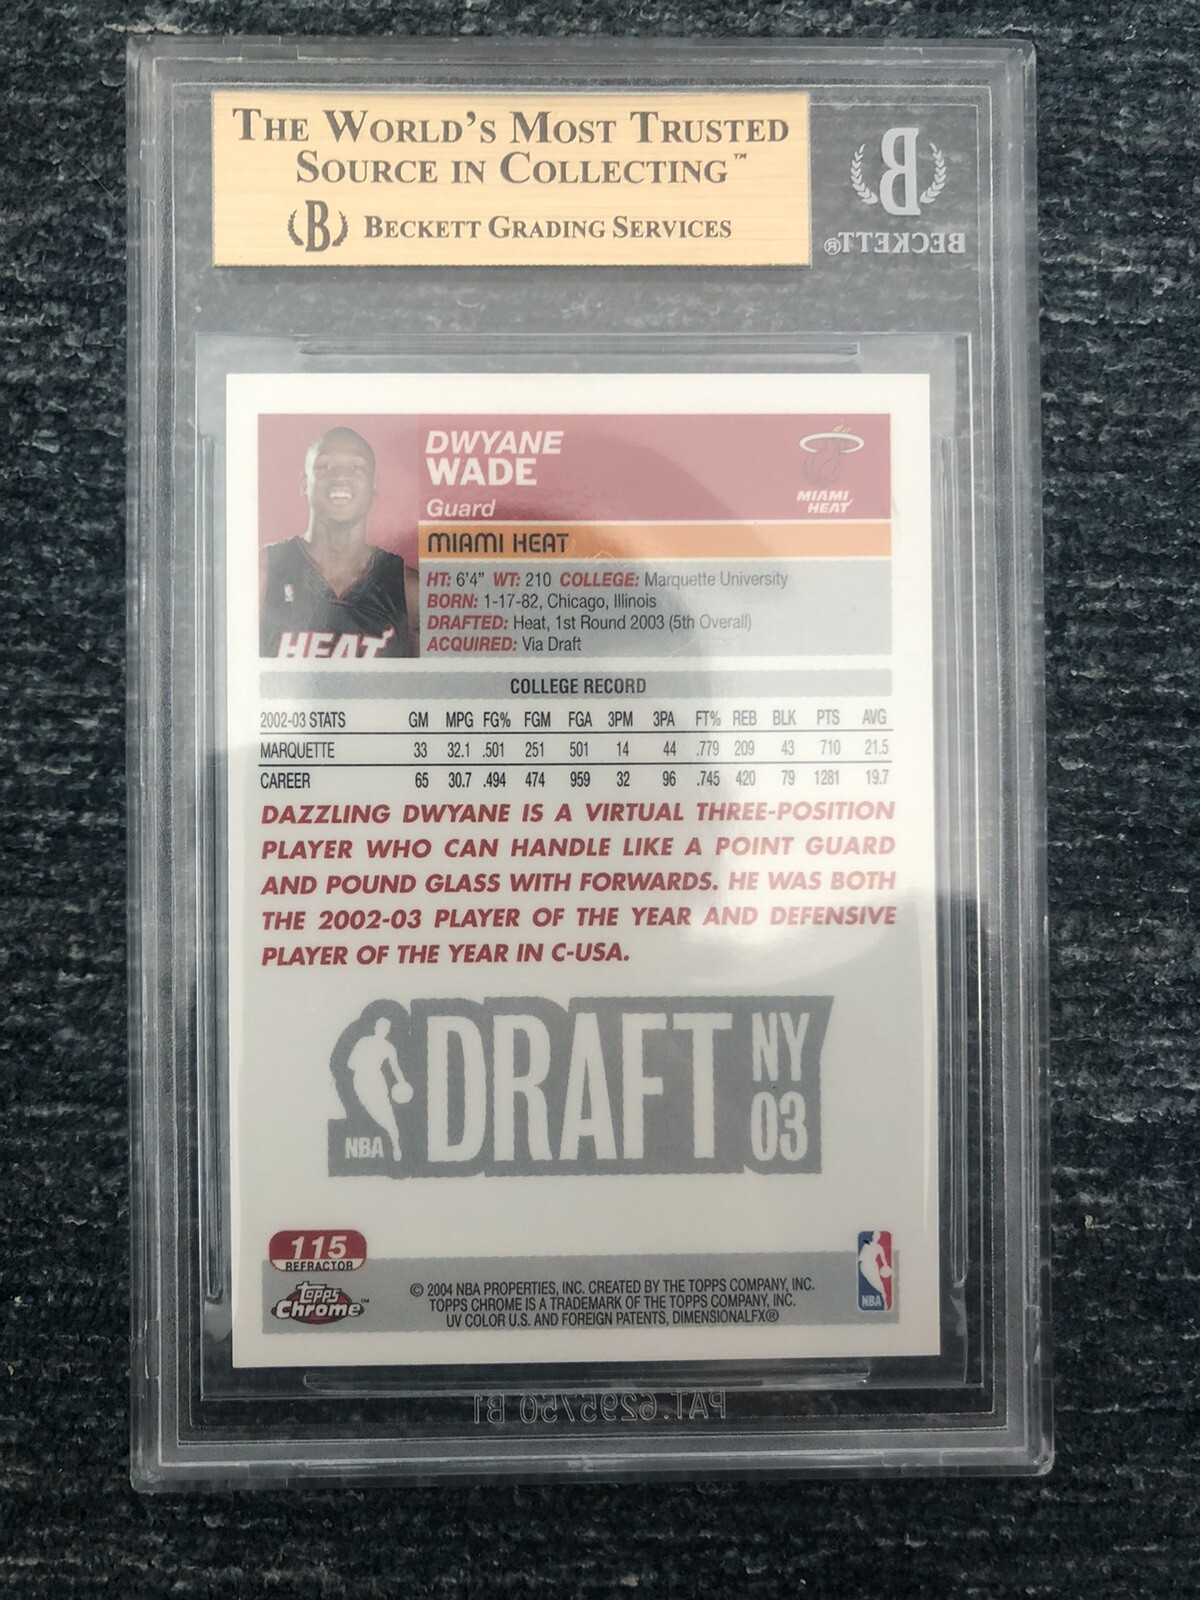 THE WORLD'S MOST TRUSTED
SOURCE IN COLLECTING™
B BECKETT GRADING SERVICES
B
BECKETT®
DWYANE
WADE
Guard
MIAMI HEAT
MIAMI
HEAT
HEAT
HT: 6'4" WT: 210 COLLEGE: Marquette University
BORN: 1-17-82, Chicago, Illinois
DRAFTED: Heat, 1st Round 2003 (5th Overall)
ACQUIRED: Via Draft
COLLEGE RECORD
2002-03 STATS GM MPG FG% FGM FGA 3PM 3PA FT% REB BLK PTS AVG
MARQUETTE 33 32.1 .501 251 501 14 44 .779 209 43 710 21.5
CAREER 65 30.7 .494 474 959 32 96 .745 420 79 1281 19.7
DAZZLING DWYANE IS A VIRTUAL THREE-POSITION
PLAYER WHO CAN HANDLE LIKE A POINT GUARD
AND POUND GLASS WITH FORWARDS. HE WAS BOTH
THE 2002-03 PLAYER OF THE YEAR AND DEFENSIVE
PLAYER OF THE YEAR IN C-USA.
NBA DRAFT NY
03
115
REFRACTOR
Topps
Chrome™
© 2004 NBA PROPERTIES, INC. CREATED BY THE TOPPS COMPANY, INC.
TOPPS CHROME IS A TRADEMARK OF THE TOPPS COMPANY, INC.
UV COLOR U.S. AND FOREIGN PATENTS, DIMENSIONALFX®
NBA
PAT. 6295750 B1